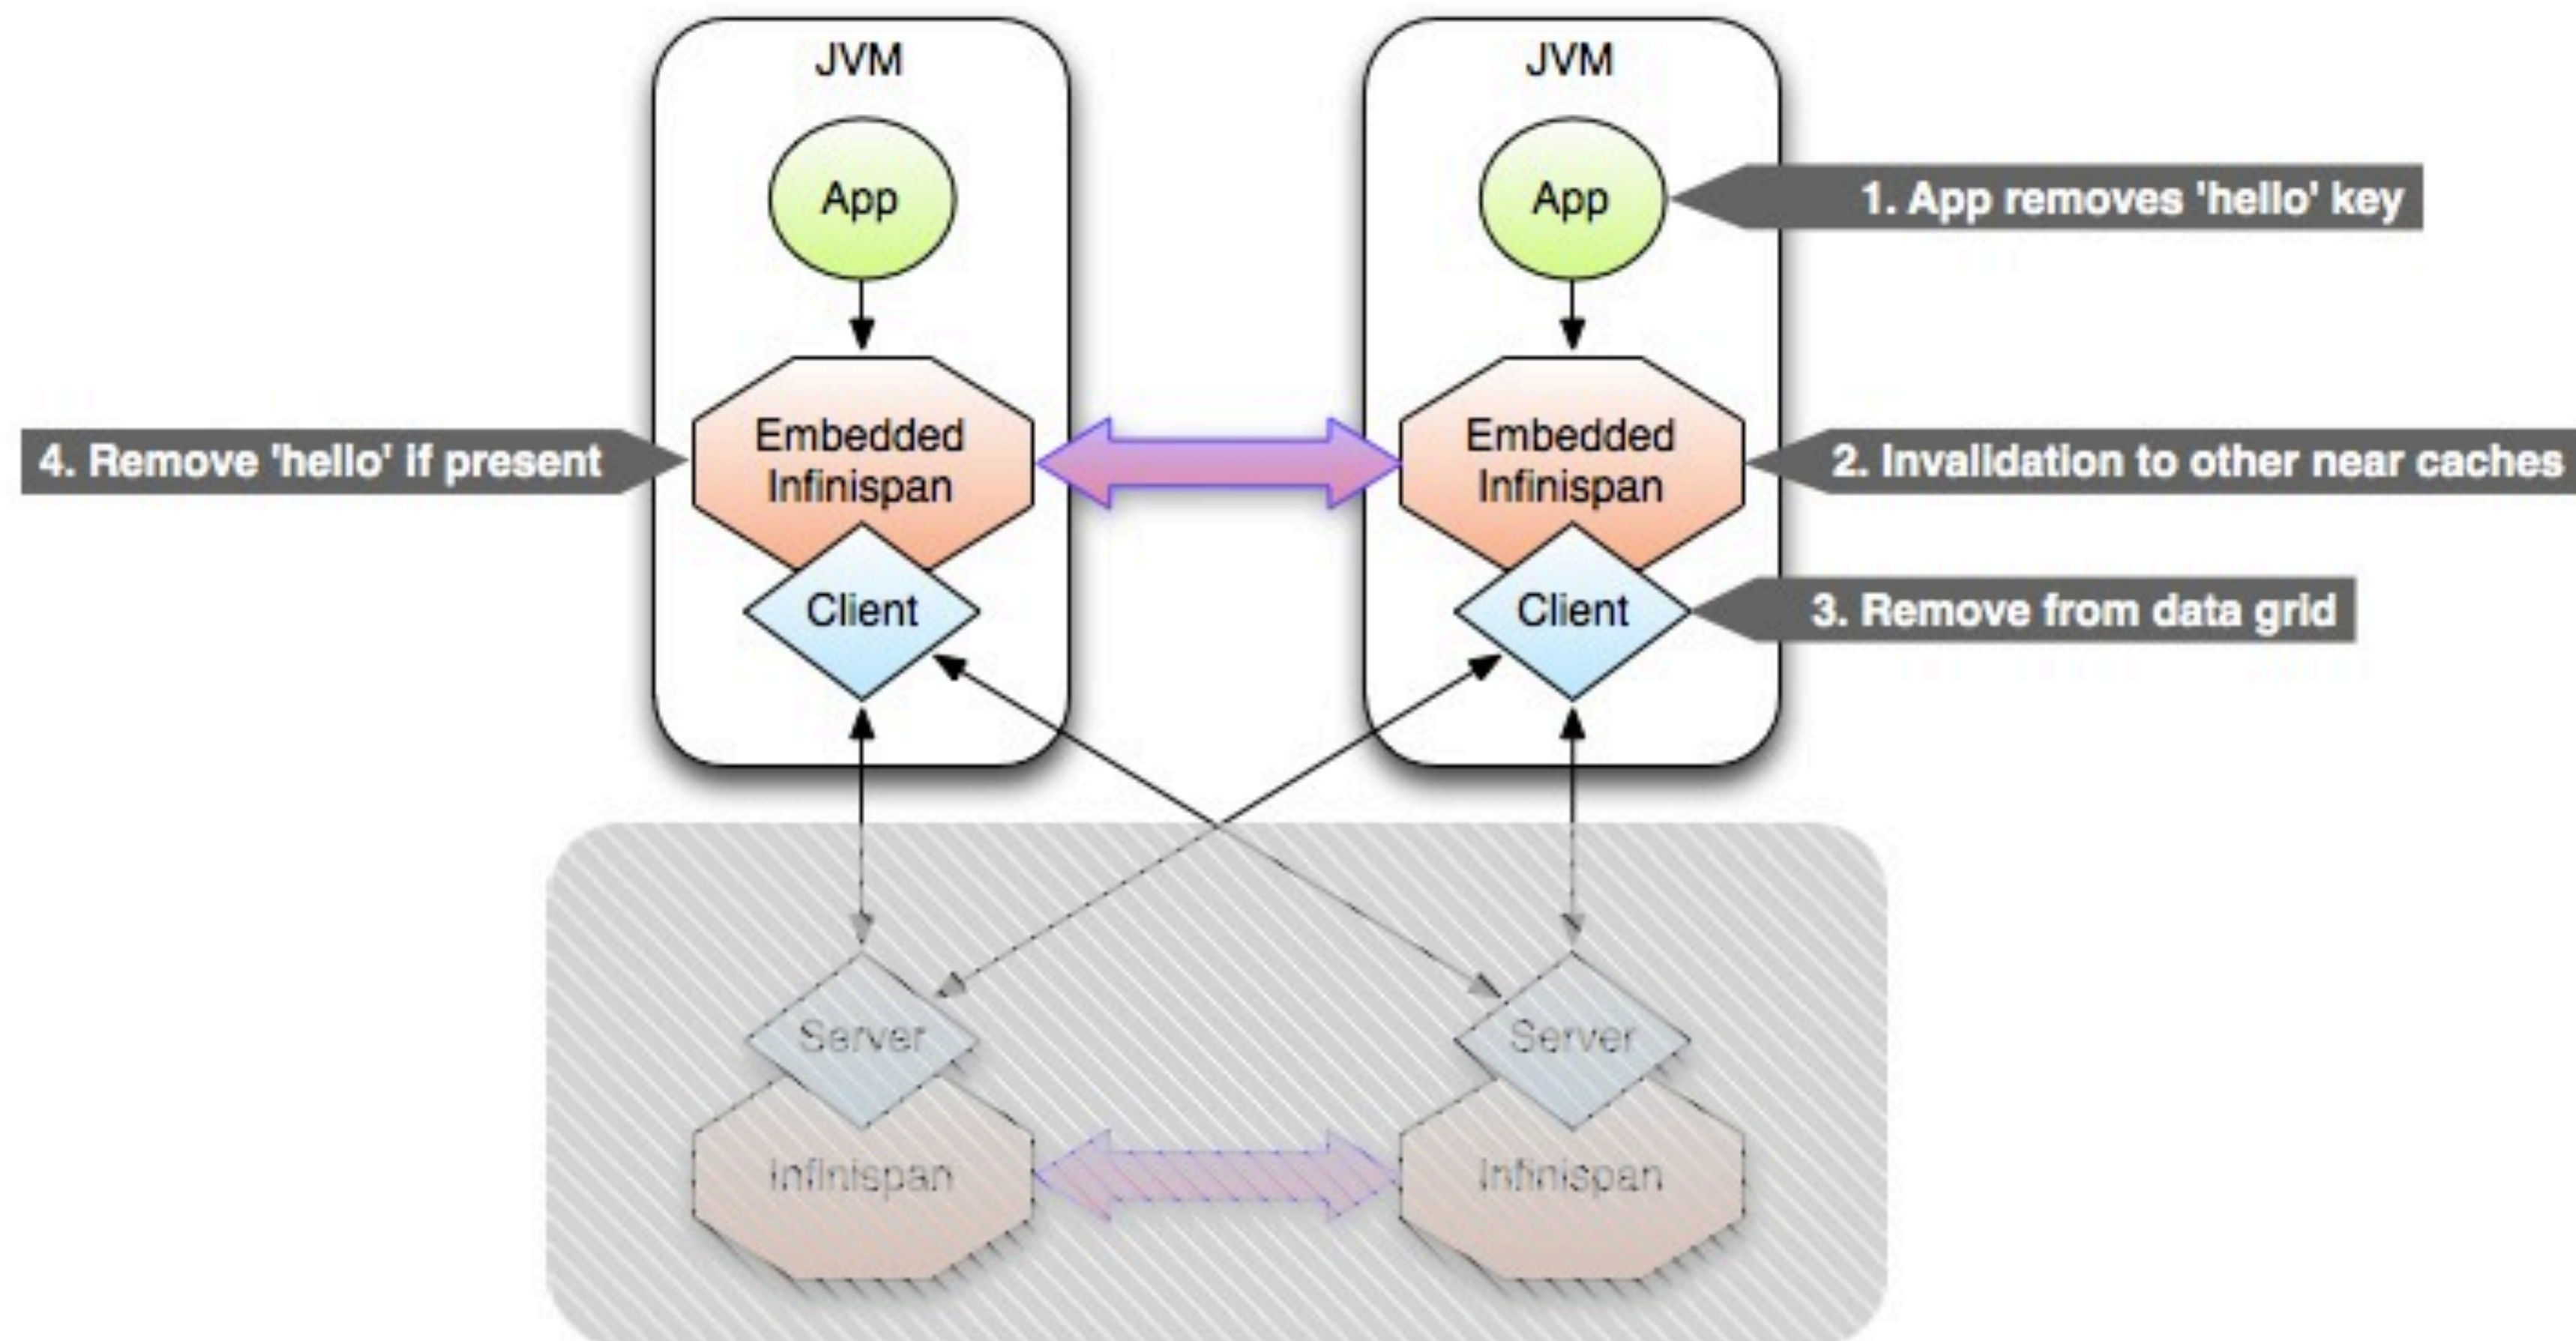 JVM
JVM
App
App
1. App removes 'hello' key
Embedded
Infinispan
Embedded
Infinispan
4. Remove 'hello' if present
2. Invalidation to other near caches
Client
Client
3. Remove from data grid
Server
Server
Infinispan
Infinispan